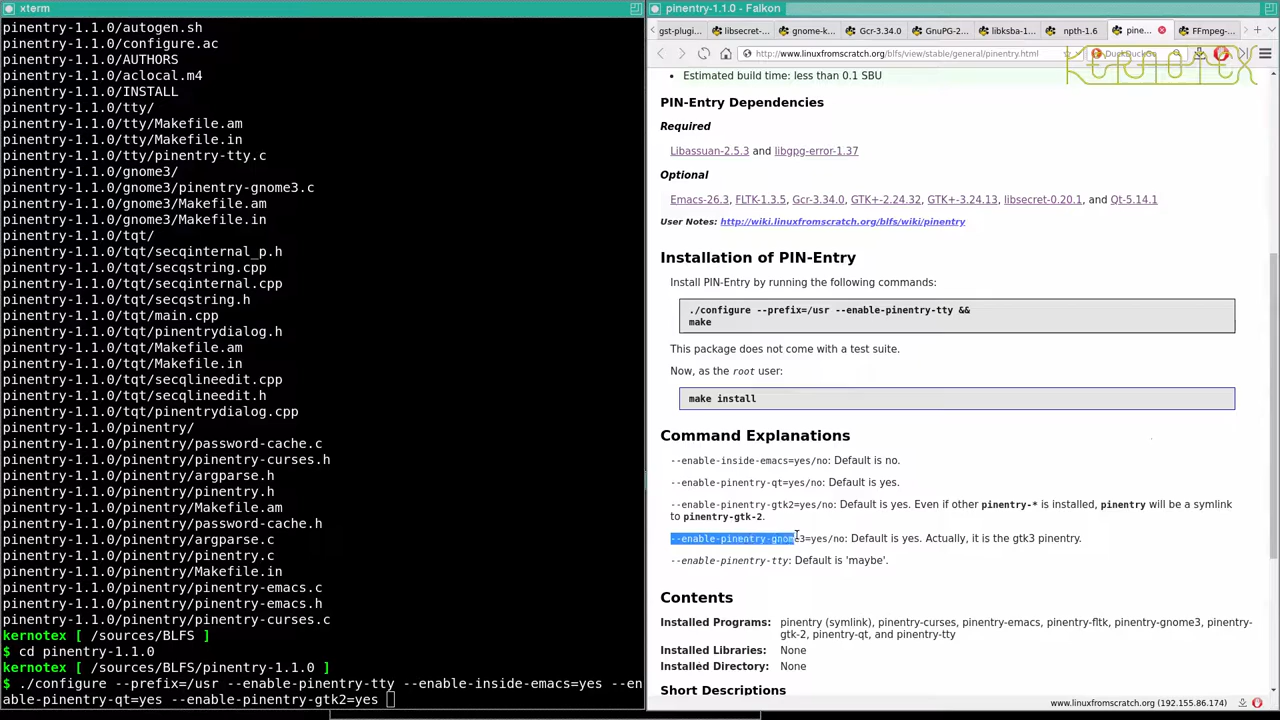 xterm
pinentry-1.1.0/autogen.sh
pinentry-1.1.0/configure.ac
pinentry-1.1.0/AUTHORS
pinentry-1.1.0/aclocal.m4
pinentry-1.1.0/INSTALL
pinentry-1.1.0/tty/
pinentry-1.1.0/tty/Makefile.am
pinentry-1.1.0/tty/Makefile.in
pinentry-1.1.0/tty/pinentry-tty.c
pinentry-1.1.0/gnome3/
pinentry-1.1.0/gnome3/pinentry-gnome3.c
pinentry-1.1.0/gnome3/Makefile.am
pinentry-1.1.0/gnome3/Makefile.in
pinentry-1.1.0/tqt/
pinentry-1.1.0/tqt/secqinternal_p.h
pinentry-1.1.0/tqt/secqstring.cpp
pinentry-1.1.0/tqt/secqinternal.cpp
pinentry-1.1.0/tqt/secqstring.h
pinentry-1.1.0/tqt/main.cpp
pinentry-1.1.0/tqt/pinentrydialog.h
pinentry-1.1.0/tqt/Makefile.am
pinentry-1.1.0/tqt/Makefile.in
pinentry-1.1.0/tqt/secqlineedit.cpp
pinentry-1.1.0/tqt/secqlineedit.h
pinentry-1.1.0/tqt/pinentrydialog.cpp
pinentry-1.1.0/pinentry/
pinentry-1.1.0/pinentry/password-cache.c
pinentry-1.1.0/pinentry/pinentry-curses.h
pinentry-1.1.0/pinentry/argparse.h
pinentry-1.1.0/pinentry/pinentry.h
pinentry-1.1.0/pinentry/Makefile.am
pinentry-1.1.0/pinentry/password-cache.h
pinentry-1.1.0/pinentry/argparse.c
pinentry-1.1.0/pinentry/pinentry.c
pinentry-1.1.0/pinentry/Makefile.in
pinentry-1.1.0/pinentry/pinentry-emacs.c
pinentry-1.1.0/pinentry/pinentry-emacs.h
pinentry-1.1.0/pinentry/pinentry-curses.c
kernotex [ /sources/BLFS ]
$ cd pinentry-1.1.0
kernotex [ /sources/BLFS/pinentry-1.1.0 ]
$ ./configure --prefix=/usr --enable-pinentry-tty --enable-inside-emacs=yes --en
able-pinentry-qt=yes --enable-pinentry-gtk2=yes
pinentry-1.1.0 - Falkon
gst-plugi... libsecret-... gnome-k... Gcr-3.34.0 GnuPG-2... libksba-1... npth-1.6 pine... FFmpeg-...
http://www.linuxfromscratch.org/blfs/view/stable/general/pinentry.html DuckDuckGo
KERNOTEX
• Estimated build time: less than 0.1 SBU
PIN-Entry Dependencies
Required
Libassuan-2.5.3 and libgpg-error-1.37
Optional
Emacs-26.3, FLTK-1.3.5, Gcr-3.34.0, GTK+-2.24.32, GTK+-3.24.13, libsecret-0.20.1, and Qt-5.14.1
User Notes: http://wiki.linuxfromscratch.org/blfs/wiki/pinentry
Installation of PIN-Entry
Install PIN-Entry by running the following commands:
./configure --prefix=/usr --enable-pinentry-tty &&
make
This package does not come with a test suite.
Now, as the root user:
make install
Command Explanations
--enable-inside-emacs=yes/no: Default is no.
--enable-pinentry-qt=yes/no: Default is yes.
--enable-pinentry-gtk2=yes/no: Default is yes. Even if other pinentry-* is installed, pinentry will be a symlink
to pinentry-gtk-2.
--enable-pinentry-gnome3=yes/no: Default is yes. Actually, it is the gtk3 pinentry.
--enable-pinentry-tty: Default is 'maybe'.
Contents
Installed Programs: pinentry (symlink), pinentry-curses, pinentry-emacs, pinentry-fltk, pinentry-gnome3, pinentry-
gtk-2, pinentry-qt, and pinentry-tty
Installed Libraries: None
Installed Directory: None
Short Descriptions
www.linuxfromscratch.org (192.155.86.174)